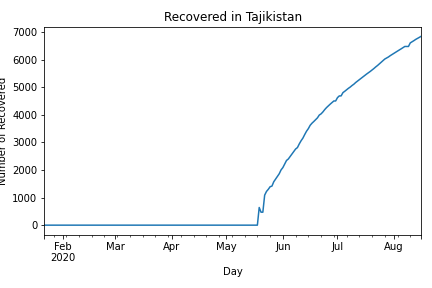 Recovered in Tajikistan
Number of Recovered
7000
6000
5000
4000
3000
2000
1000
0
Feb Mar Apr May Jun Jul Aug
2020
Day